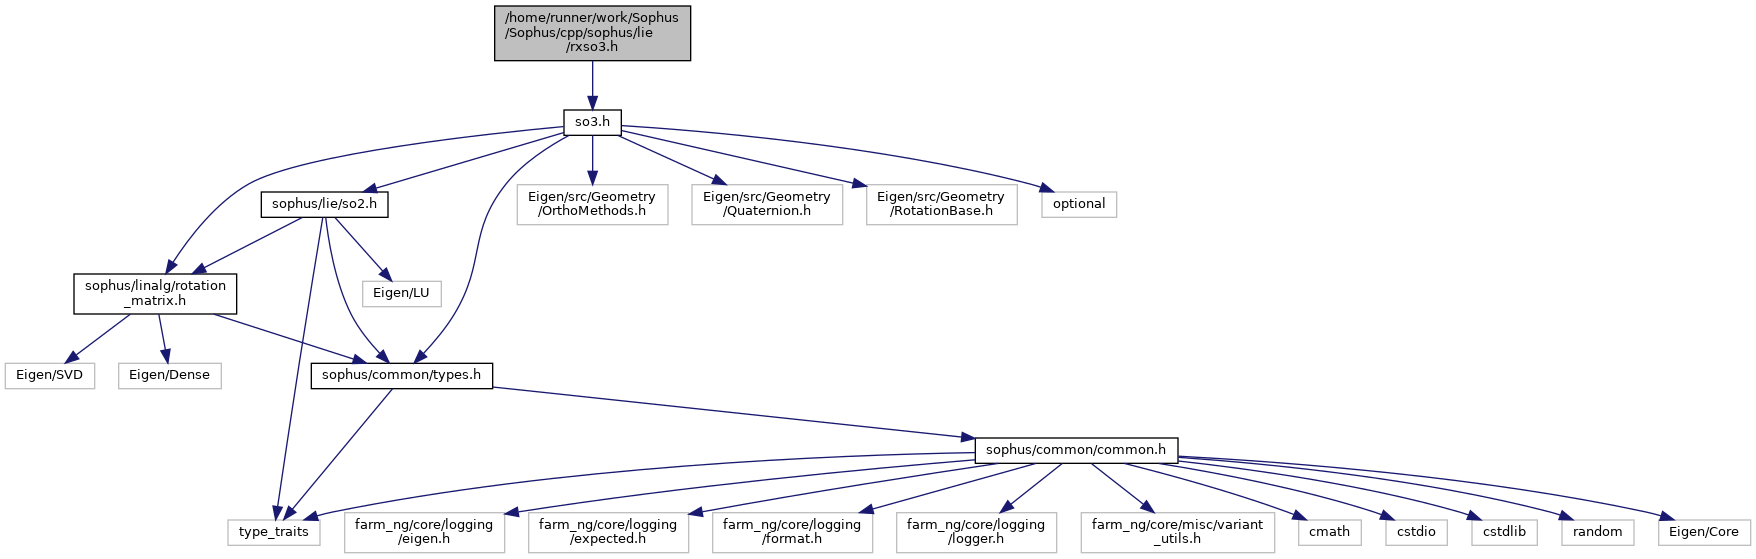 /home/runner/work/Sophus
/Sophus/cpp/sophus/lie
/rxso3.h
so3.h
sophus/lie/so2.h
Eigen/src/Geometry
/OrthoMethods.h
Eigen/src/Geometry
/Quaternion.h
Eigen/src/Geometry
/RotationBase.h
optional
sophus/linalg/rotation
_matrix.h
Eigen/LU
Eigen/SVD
Eigen/Dense
sophus/common/types.h
sophus/common/common.h
type_traits
farm_ng/core/logging
/eigen.h
farm_ng/core/logging
/expected.h
farm_ng/core/logging
/format.h
farm_ng/core/logging
/logger.h
farm_ng/core/misc/variant
_utils.h
cmath
cstdio
cstdlib
random
Eigen/Core